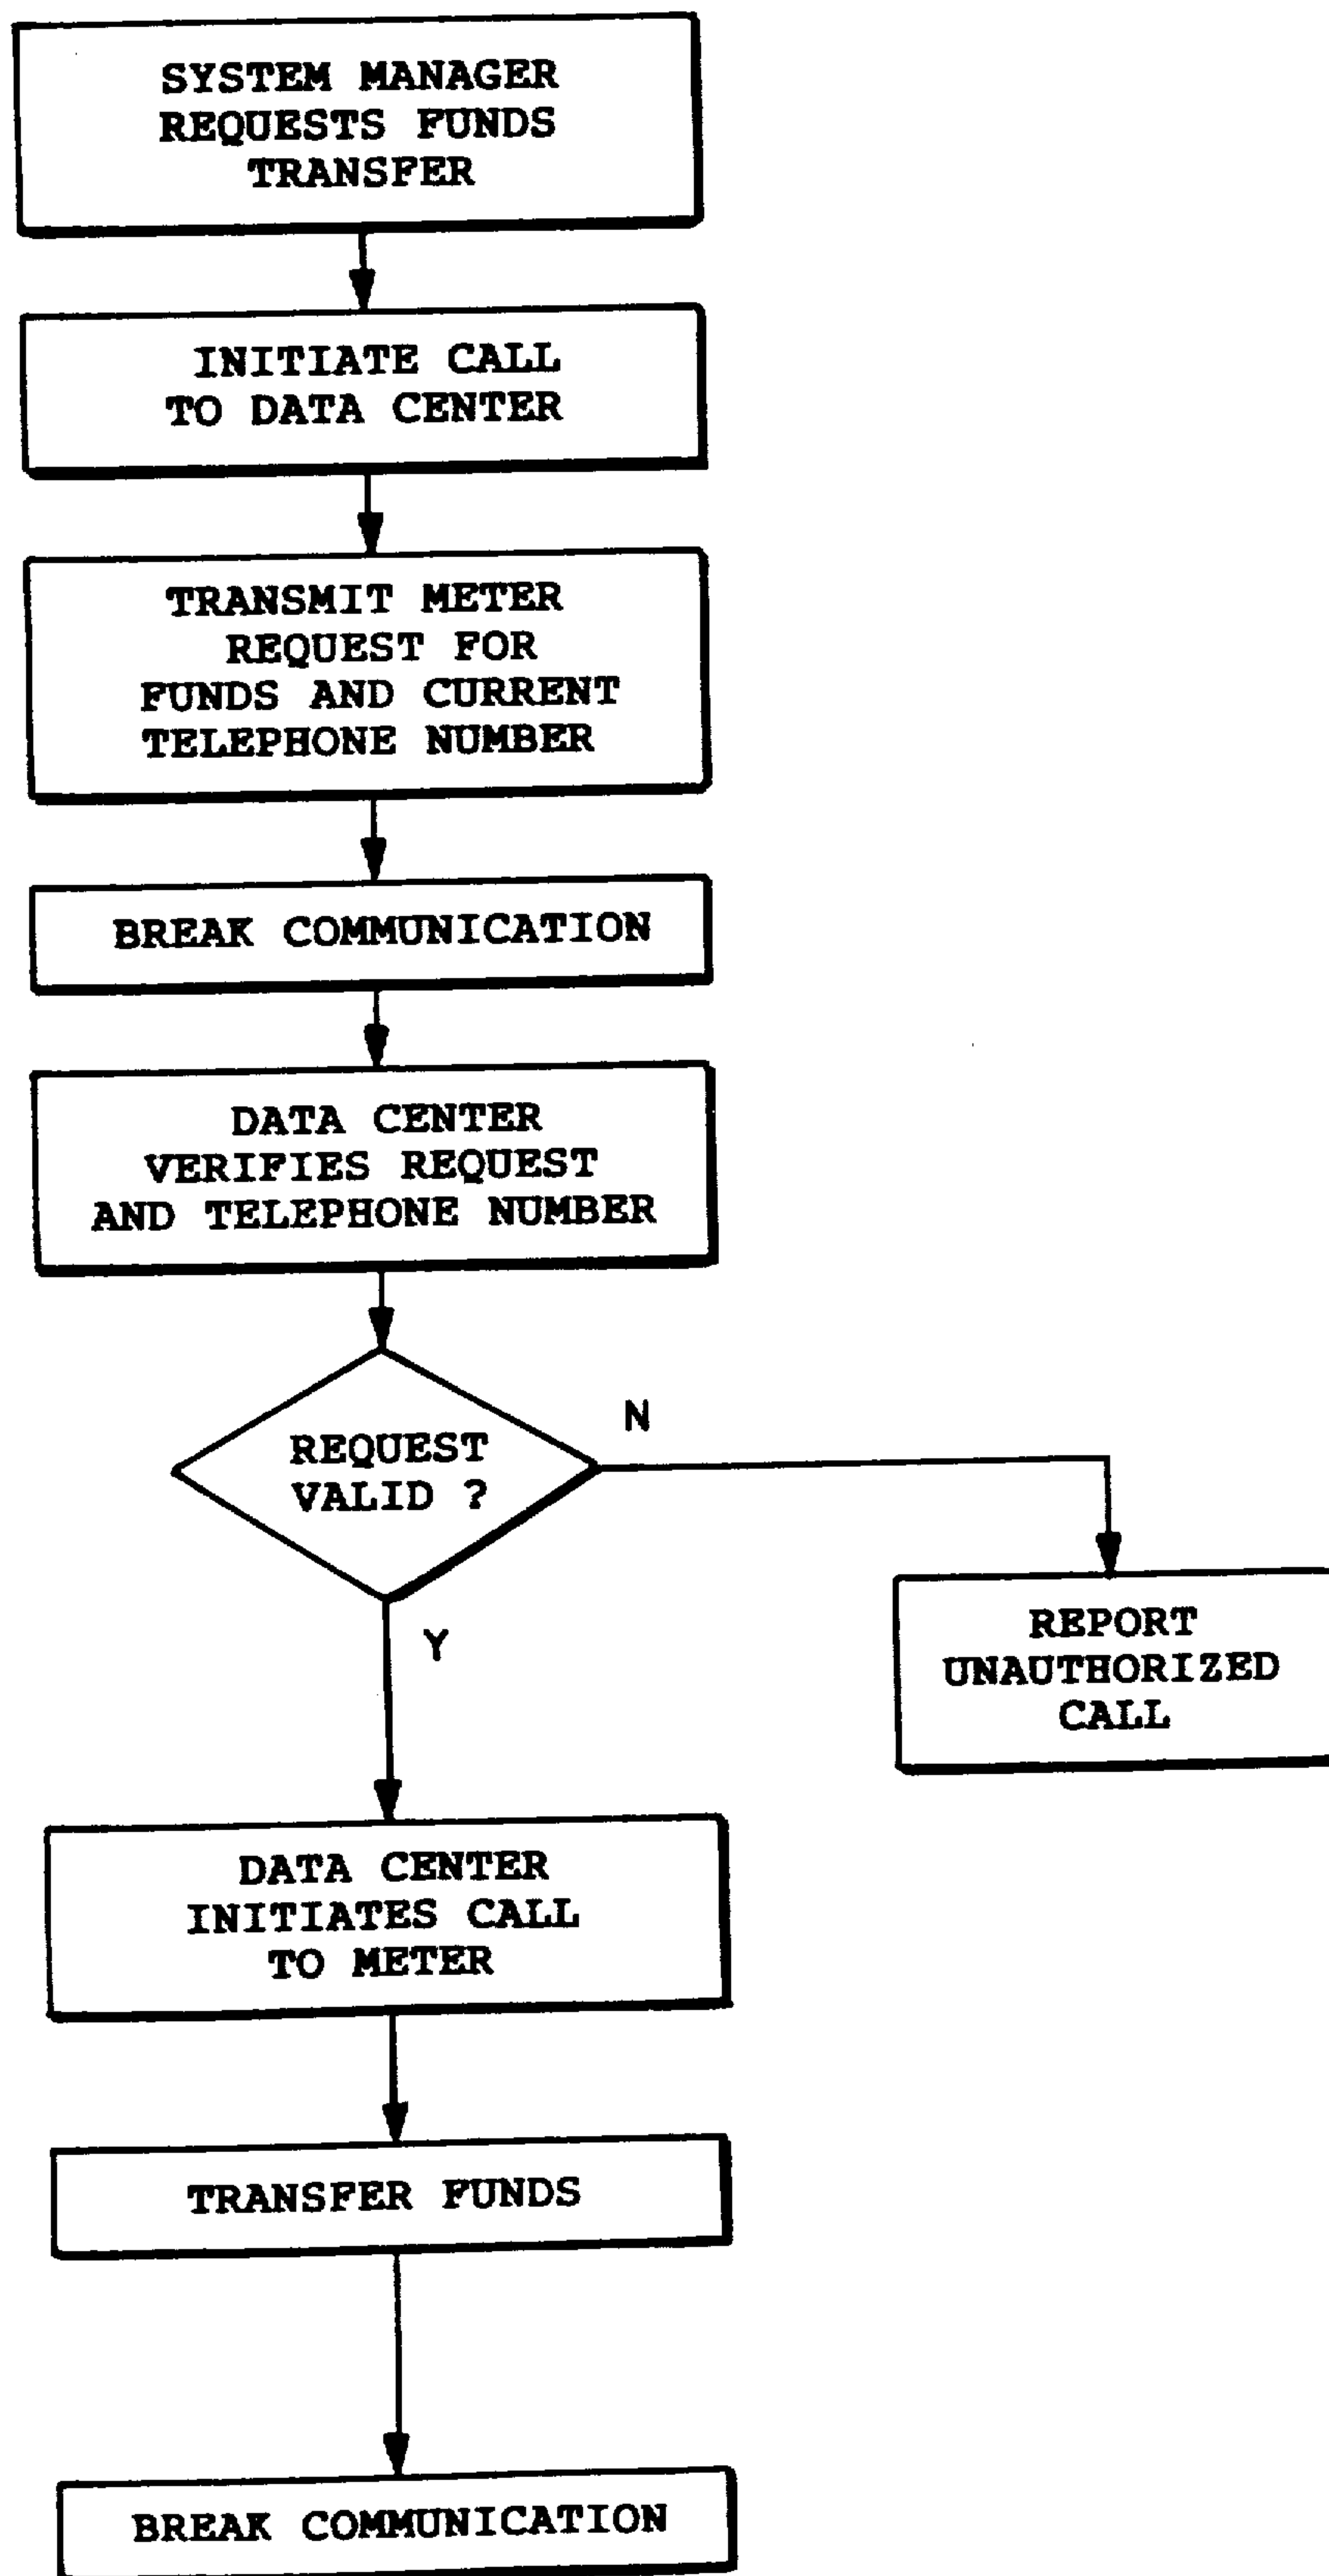 SYSTEM MANAGER
REQUESTS FUNDS
TRANSFER
INITIATE CALL
TO DATA CENTER
TRANSMIT METER
REQUEST FOR
FUNDS AND CURRENT
TELEPHONE NUMBER
BREAK COMMUNICATION
DATA CENTER
VERIFIES REQUEST
AND TELEPHONE NUMBER
REQUEST
VALID ?
N
Y
REPORT
UNAUTHORIZED
CALL
DATA CENTER
INITIATES CALL
TO METER
TRANSFER FUNDS
BREAK COMMUNICATION